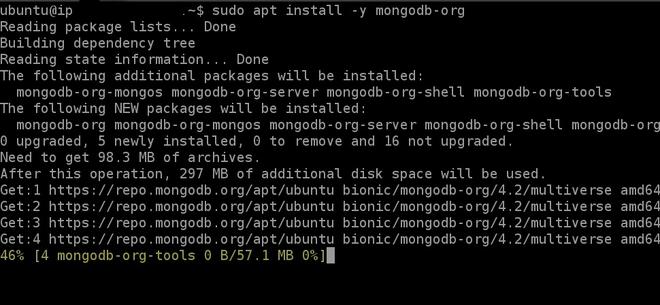 ubuntu@ip .~$ sudo apt install -y mongodb-org
Reading package lists... Done
Building dependency tree
Reading state information... Done
The following additional packages will be installed:
mongodb-org-mongos mongodb-org-server mongodb-org-shell mongodb-org-tools
The following NEW packages will be installed:
mongodb-org mongodb-org-mongos mongodb-org-server mongodb-org-shell mongodb-org
0 upgraded, 5 newly installed, 0 to remove and 16 not upgraded.
Need to get 98.3 MB of archives.
After this operation, 297 MB of additional disk space will be used.
Get:1 https://repo.mongodb.org/apt/ubuntu bionic/mongodb-org/4.2/multiverse amd64
Get:2 https://repo.mongodb.org/apt/ubuntu bionic/mongodb-org/4.2/multiverse amd64
Get:3 https://repo.mongodb.org/apt/ubuntu bionic/mongodb-org/4.2/multiverse amd64
Get:4 https://repo.mongodb.org/apt/ubuntu bionic/mongodb-org/4.2/multiverse amd64
46% [4 mongodb-org-tools 0 B/57.1 MB 0%]